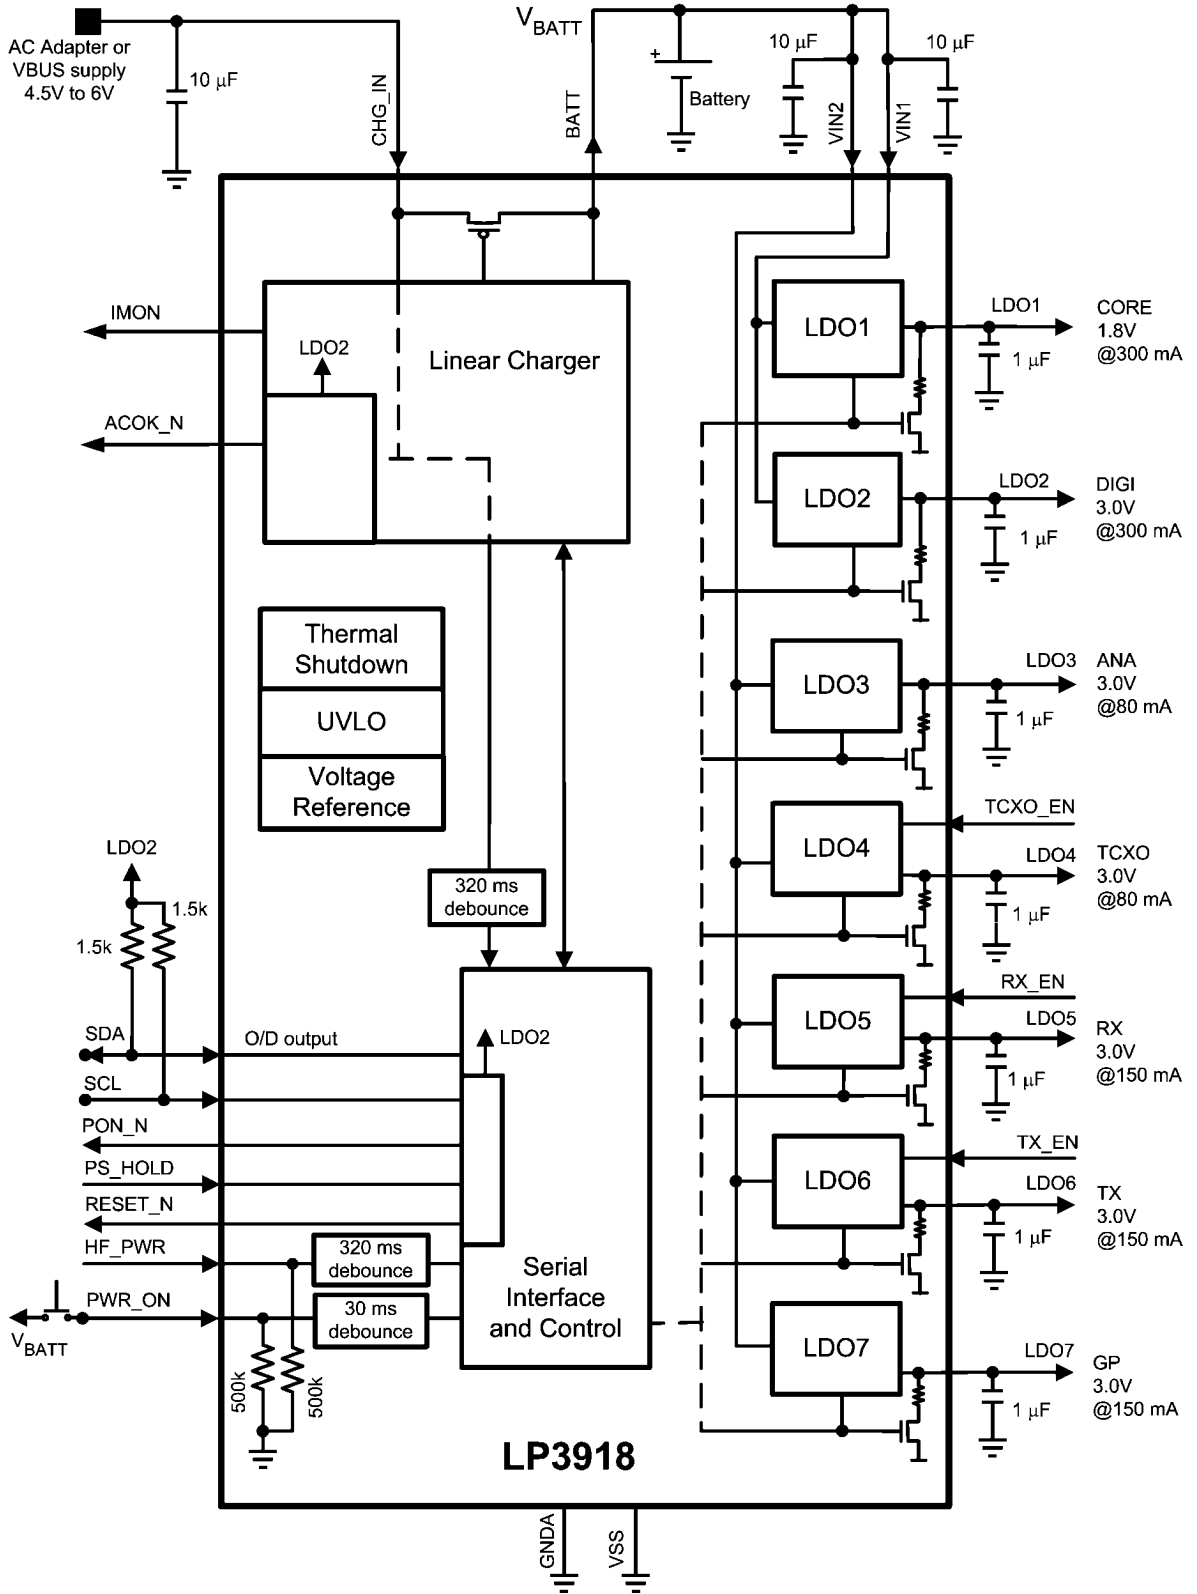 AC Adapter or
VBUS supply
4.5V to 6V
10 µF
CHG_IN
BATT
VBATT
+
Battery
10 µF
10 µF
VIN2
VIN1
IMON
ACOK_N
LDO2
Linear Charger
LDO1
LDO1
1 µF
CORE
1.8V
@300 mA
LDO2
LDO2
1 µF
DIGI
3.0V
@300 mA
Thermal
Shutdown
UVLO
Voltage
Reference
LDO3
LDO3
1 µF
ANA
3.0V
@80 mA
LDO4
TCXO_EN
LDO4
1 µF
TCXO
3.0V
@80 mA
320 ms
debounce
LDO2
1.5k
1.5k
SDA
O/D output
SCL
PON_N
PS_HOLD
RESET_N
HF_PWR
320 ms
debounce
PWR_ON
30 ms
debounce
VBATT
500k
500k
LDO2
Serial
Interface
and Control
LDO5
RX_EN
LDO5
1 µF
RX
3.0V
@150 mA
LDO6
TX_EN
LDO6
1 µF
TX
3.0V
@150 mA
LDO7
LDO7
1 µF
GP
3.0V
@150 mA
LP3918
GNDA
VSS